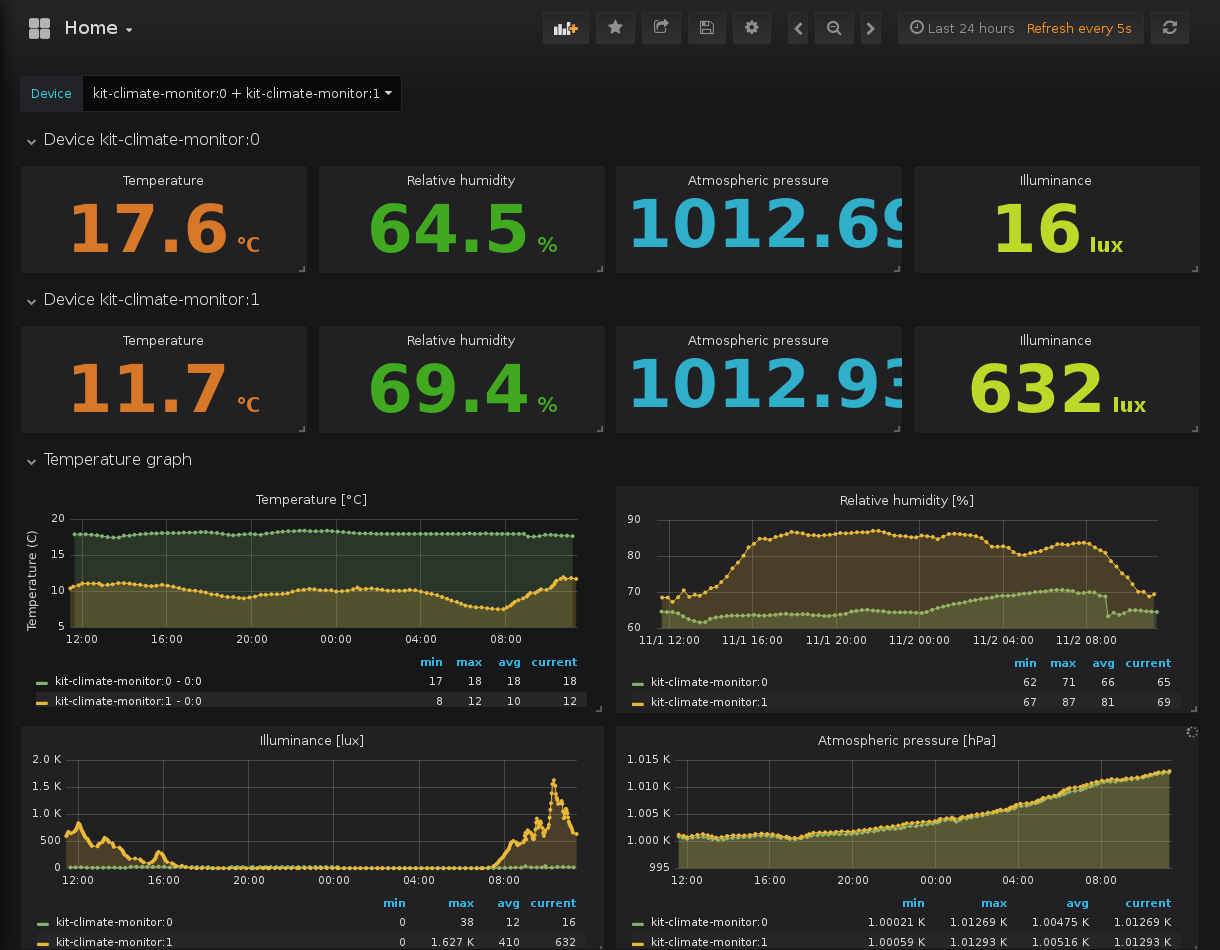 Home
Last 24 hours Refresh every 5s
Device kit-climate-monitor:0 + kit-climate-monitor:1
Device kit-climate-monitor:0
Temperature Relative humidity Atmospheric pressure Illuminance
17.6 °C 64.5 % 1012.69 16 lux
Device kit-climate-monitor:1
Temperature Relative humidity Atmospheric pressure Illuminance
11.7 °C 69.4 % 1012.93 632 lux
Temperature graph
Temperature [°C]
Temperature (C)
20
15
10
5
12:00 16:00 20:00 00:00 04:00 08:00
min max avg current
kit-climate-monitor:0 - 0:0 17 18 18 18
kit-climate-monitor:1 - 0:0 8 12 10 12
Relative humidity [%]
90
80
70
60
11/1 12:00 11/1 16:00 11/1 20:00 11/2 00:00 11/2 04:00 11/2 08:00
min max avg current
kit-climate-monitor:0 62 71 66 65
kit-climate-monitor:1 67 87 81 69
Illuminance [lux]
2.0 K
1.5 K
1.0 K
500
0
12:00 16:00 20:00 00:00 04:00 08:00
min max avg current
kit-climate-monitor:0 0 38 12 16
kit-climate-monitor:1 0 1.627 K 410 632
Atmospheric pressure [hPa]
1.015 K
1.010 K
1.005 K
1.000 K
995
12:00 16:00 20:00 00:00 04:00 08:00
min max avg current
kit-climate-monitor:0 1.00021 K 1.01269 K 1.00475 K 1.01269 K
kit-climate-monitor:1 1.00059 K 1.01293 K 1.00516 K 1.01293 K